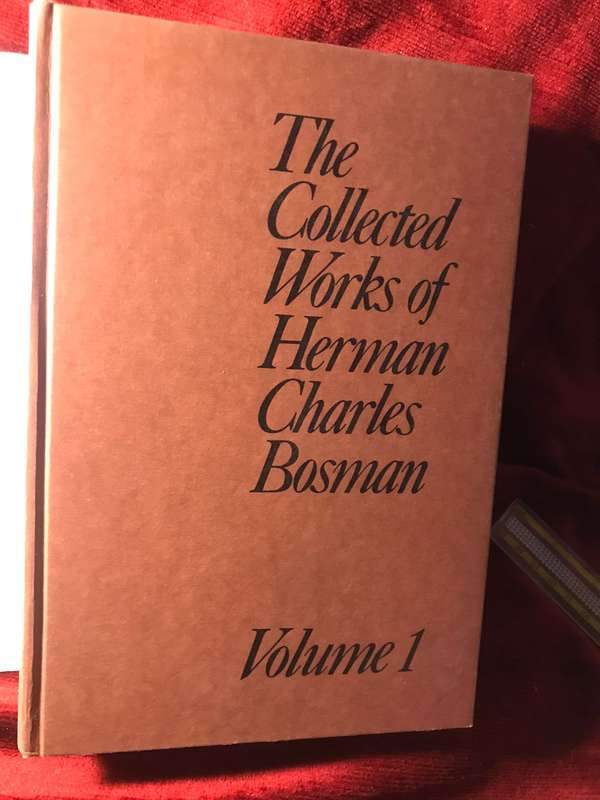 The
Collected
Works of
Herman
Charles
Bosman
Volume 1